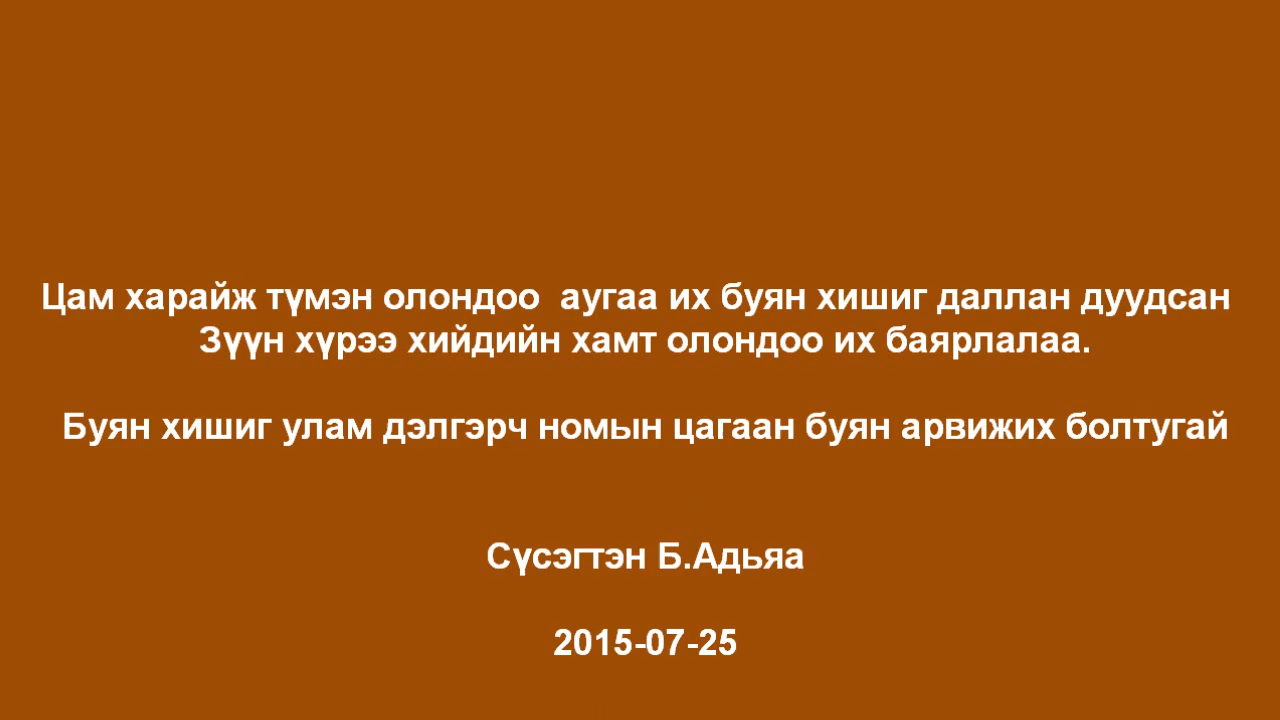 Цам харайж түмэн олондоо  аугаа их буян хишиг даллан дуудсан
Зүүн хүрээ хийдийн хамт олондоо их баярлалаа.
Буян хишиг улам дэлгэрч номын цагаан буян арвижих болтугай
Сүсэгтэн Б.Адьяа
2015-07-25